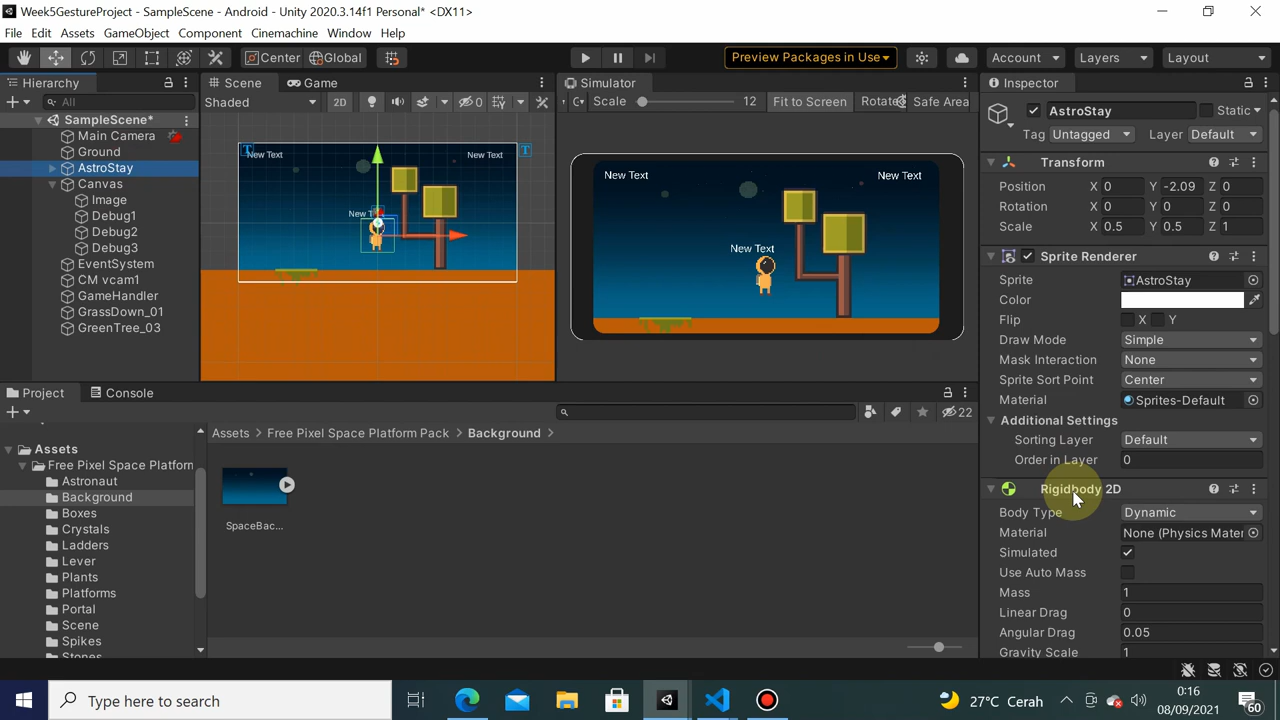 Week5GestureProject - SampleScene - Android - Unity 2020.3.14f1 Personal* <DX11>
File Edit Assets GameObject Component Cinemachine Window Help
Center Global Preview Packages in Use Account Layers Layout
Hierarchy
All
SampleScene*
Main Camera
Ground
AstroStay
Canvas
Image
Debug1
Debug2
Debug3
EventSystem
CM vcam1
GameHandler
GrassDown_01
GreenTree_03
Scene Game
Shaded 2D 0
New Text New Text
Simulator
Scale 12 Fit to Screen Rotate Safe Area
New Text New Text
New Text
Inspector
AstroStay Static
Tag Untagged Layer Default
Transform
Position X 0 Y -2.09 Z 0
Rotation X 0 Y 0 Z 0
Scale X 0.5 Y 0.5 Z 1
Sprite Renderer
Sprite AstroStay
Color
Flip X Y
Draw Mode Simple
Mask Interaction None
Sprite Sort Point Center
Material Sprites-Default
Additional Settings
Sorting Layer Default
Order in Layer 0
Rigidbody 2D
Body Type Dynamic
Material None (Physics Mater
Simulated
Use Auto Mass
Mass 1
Linear Drag 0
Angular Drag 0.05
Gravity Scale 1
Project Console
22
Assets
Free Pixel Space Platforn
Astronaut
Background
Boxes
Crystals
Ladders
Lever
Plants
Platforms
Portal
Scene
Spikes
Stones
Assets > Free Pixel Space Platform Pack > Background >
SpaceBac...
Type here to search
27°C Cerah
0:16
08/09/2021
60